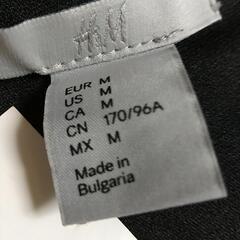 H&M
EUR M
US M
CA M
CN 170/96A
MX M
Made in
Bulgaria